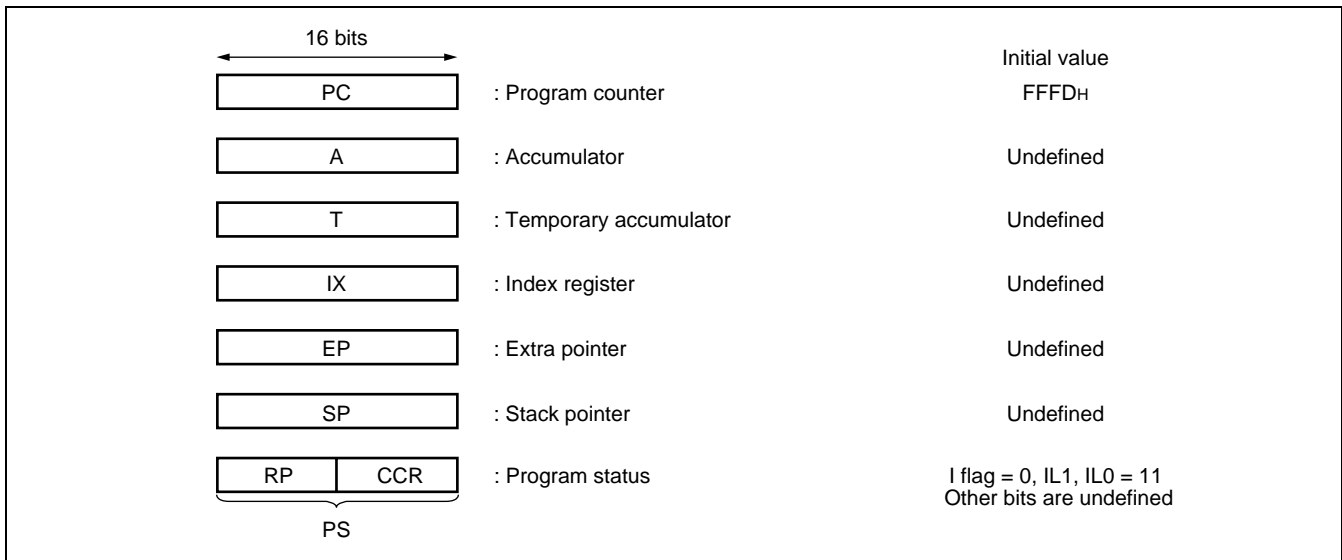 16 bits
Initial value
PC : Program counter FFFDH
A : Accumulator Undefined
T : Temporary accumulator Undefined
IX : Index register Undefined
EP : Extra pointer Undefined
SP : Stack pointer Undefined
RP CCR : Program status I flag = 0, IL1, IL0 = 11
Other bits are undefined
PS